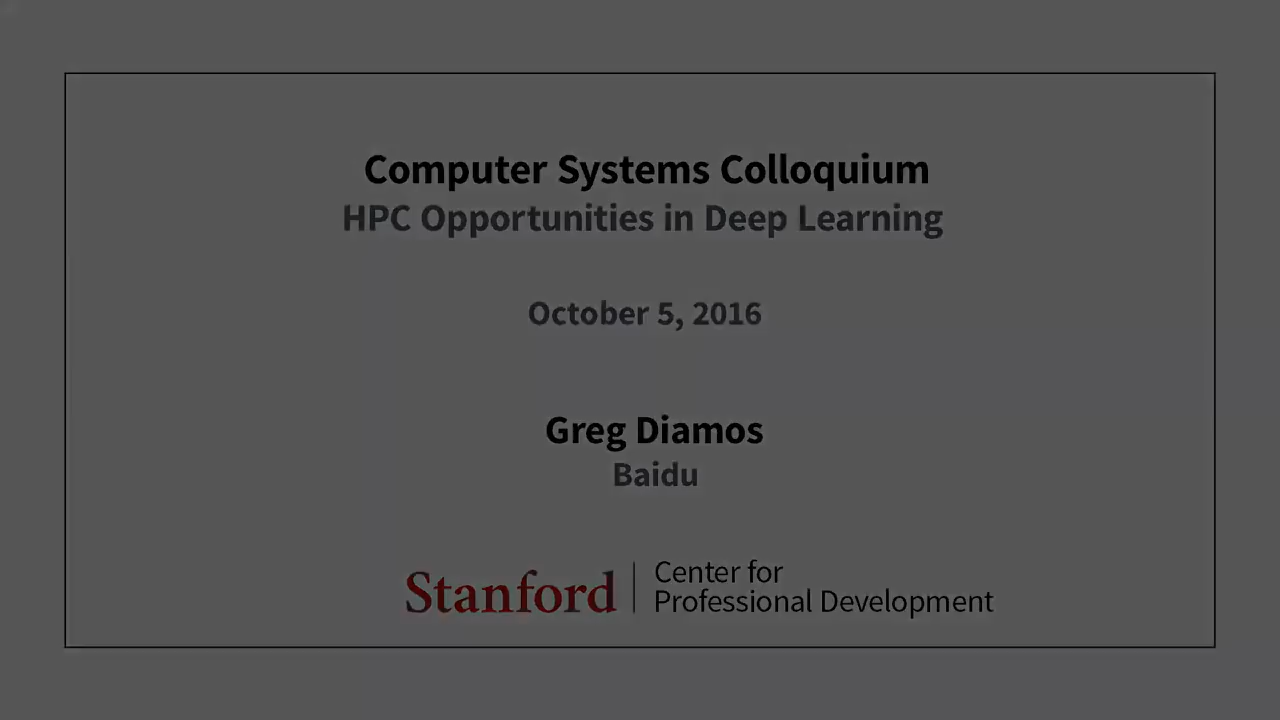 Computer Systems Colloquium
HPC Opportunities in Deep Learning
October 5, 2016
Greg Diamos
Baidu
Stanford
Center for
Professional Development